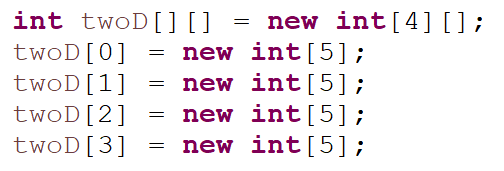 int twoD[][] = new int[4][];
twoD[0] = new int[5];
twoD[1] = new int[5];
twoD[2] = new int[5];
twoD[3] = new int[5];